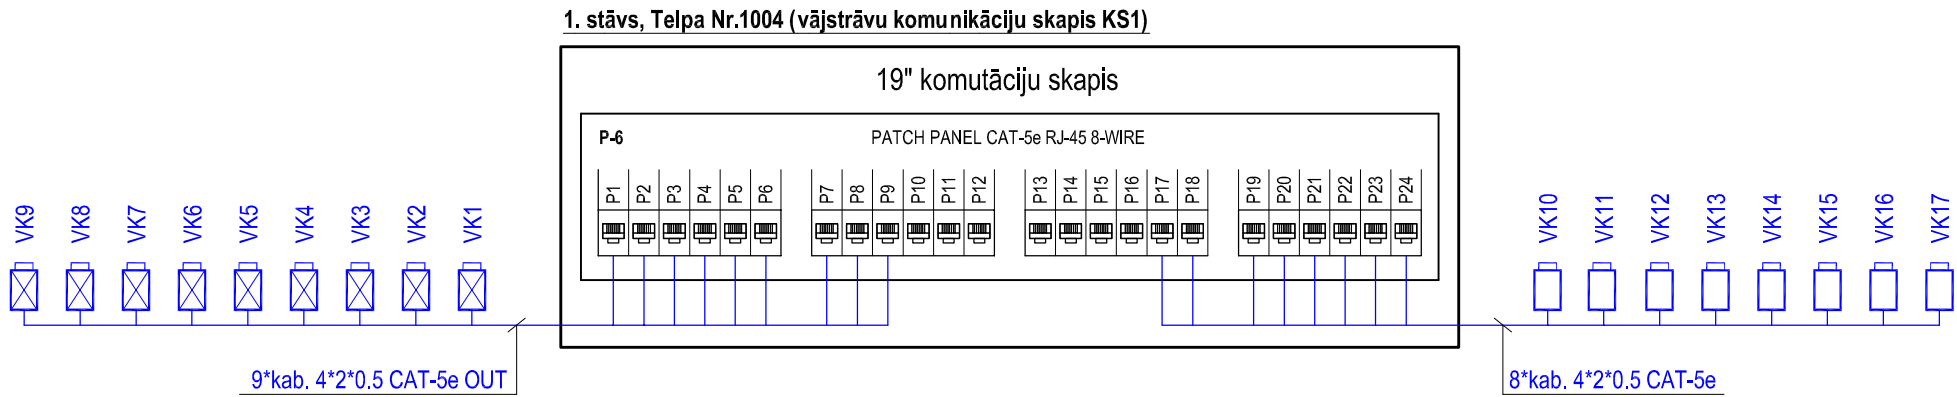 1. stāvs, Telpa Nr.1004 (vājstrāvu komunikāciju skapis KS1)
19" komutāciju skapis
P-6 PATCH PANEL CAT-5e RJ-45 8-WIRE
P1 P2 P3 P4 P5 P6 P7 P8 P9 P10 P11 P12 P13 P14 P15 P16 P17 P18 P19 P20 P21 P22 P23 P24
VK9 VK8 VK7 VK6 VK5 VK4 VK3 VK2 VK1
VK10 VK11 VK12 VK13 VK14 VK15 VK16 VK17
9*kab. 4*2*0.5 CAT-5e OUT
8*kab. 4*2*0.5 CAT-5e